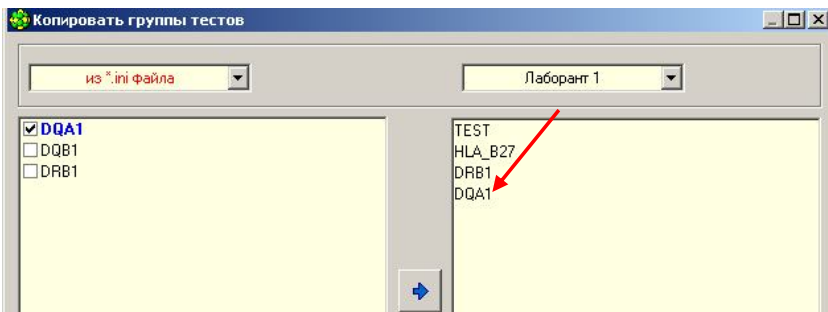 Копировать группы тестов
из *.ini файла
Лаборант 1
DQA1
DQB1
DRB1
TEST
HLA_B27
DRB1
DQA1